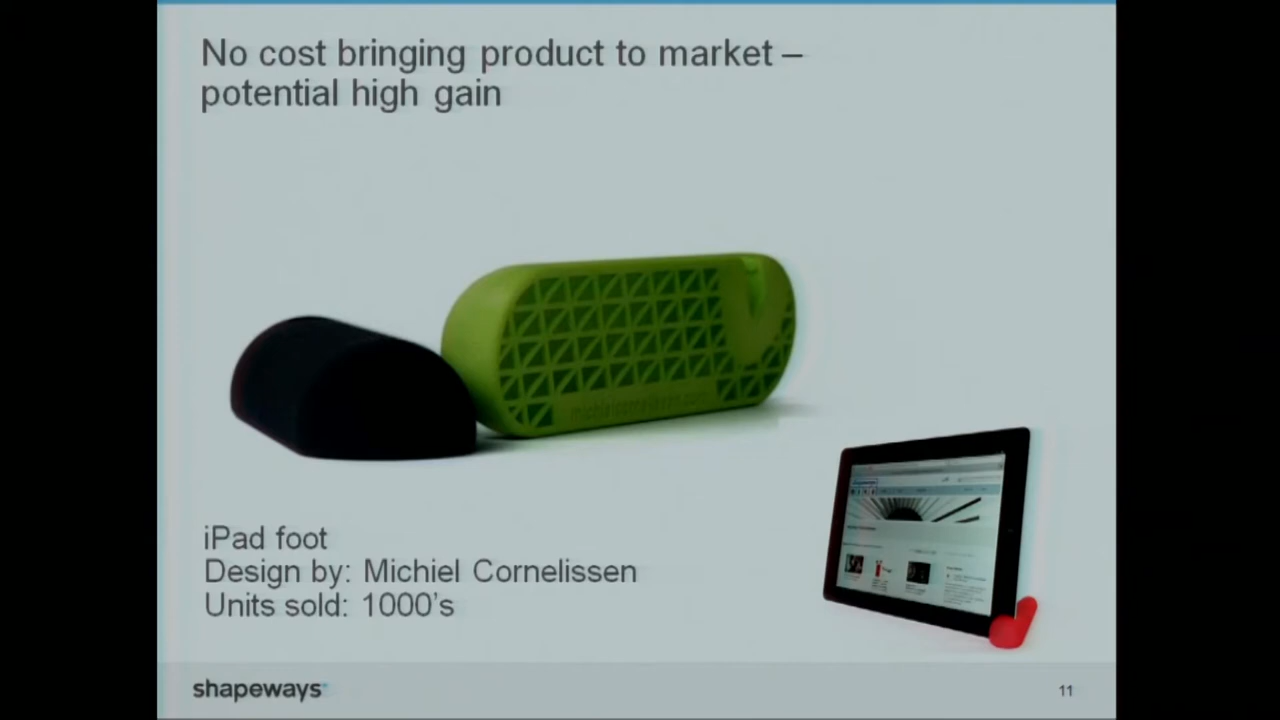 No cost bringing product to market –
potential high gain
iPad foot
Design by: Michiel Cornelissen
Units sold: 1000's
shapeways
11